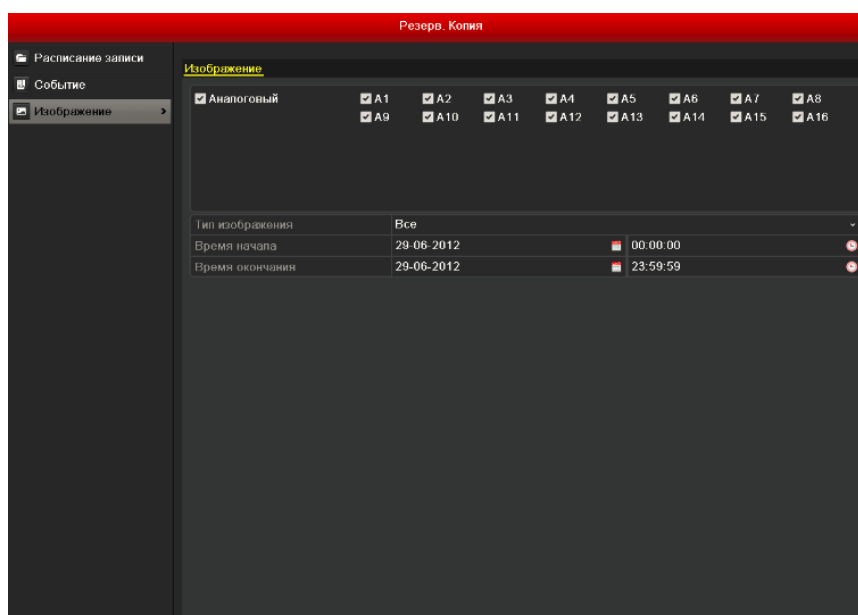 Резерв. Копия
Расписание записи
Событие
Изображение
Изображение
Аналоговый A1 A2 A3 A4 A5 A6 A7 A8
A9 A10 A11 A12 A13 A14 A15 A16
Тип изображения Все
Время начала 29-06-2012 00:00:00
Время окончания 29-06-2012 23:59:59